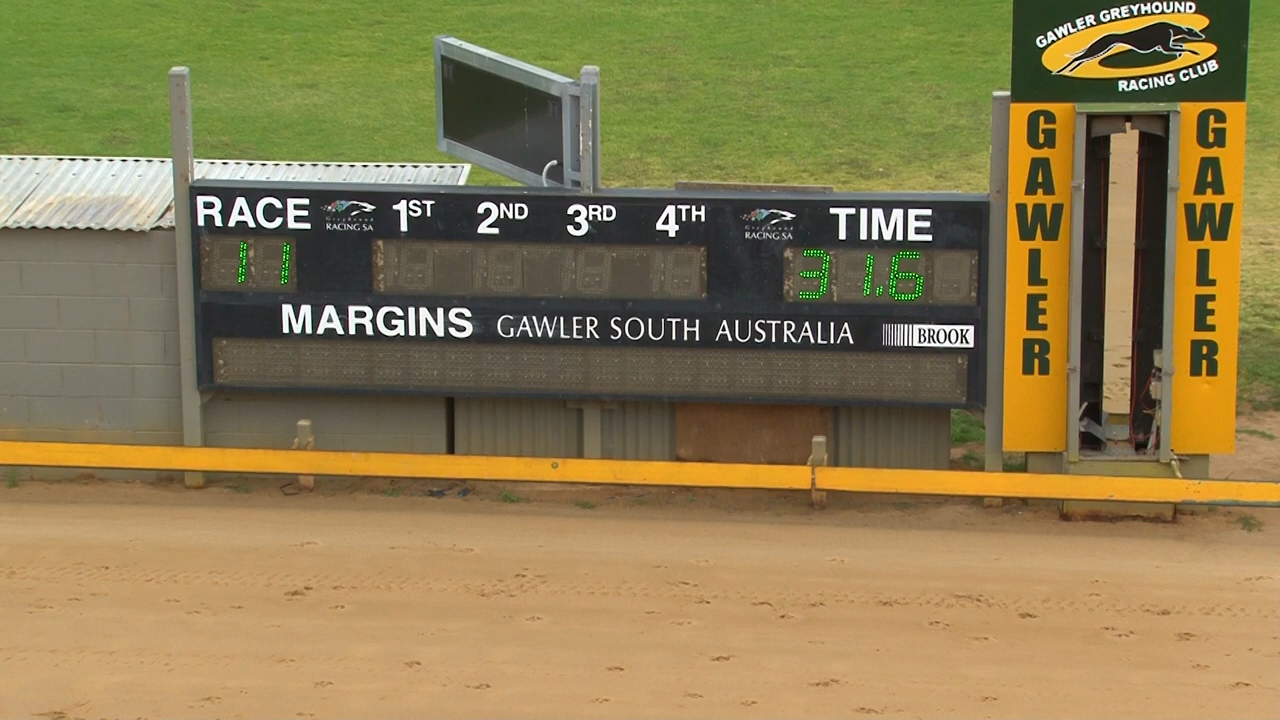 GAWLER GREYHOUND
RACING CLUB
GAWLER
GAWLER
RACE
Greyhound
RACING SA
1ST
2ND
3RD
4TH
Greyhound
RACING SA
TIME
11
31.6
MARGINS
GAWLER SOUTH AUSTRALIA
BROOK